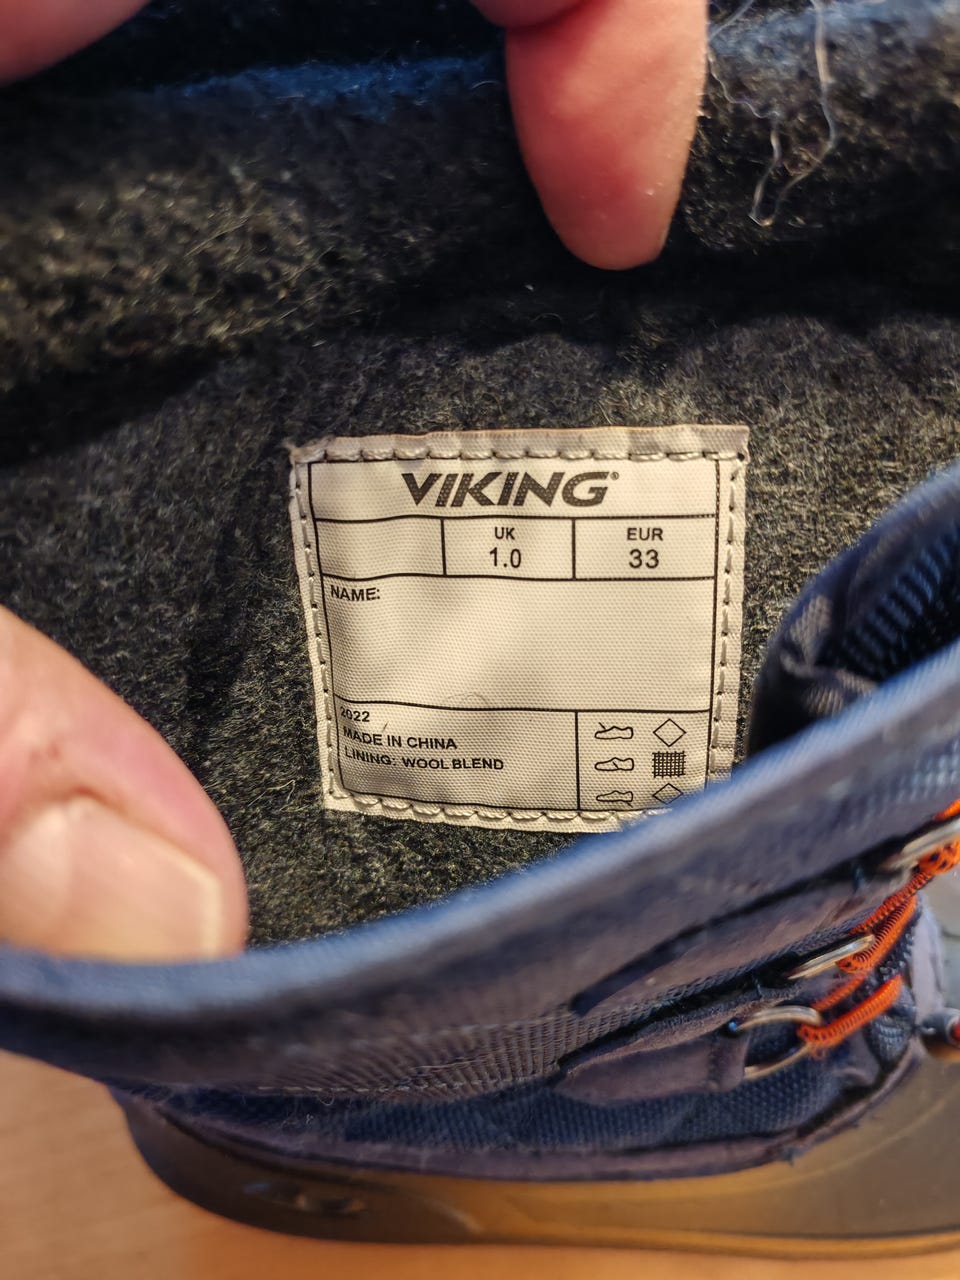 VIKING®
UK EUR
1.0 33
NAME:
2022
MADE IN CHINA
LINING: WOOL BLEND